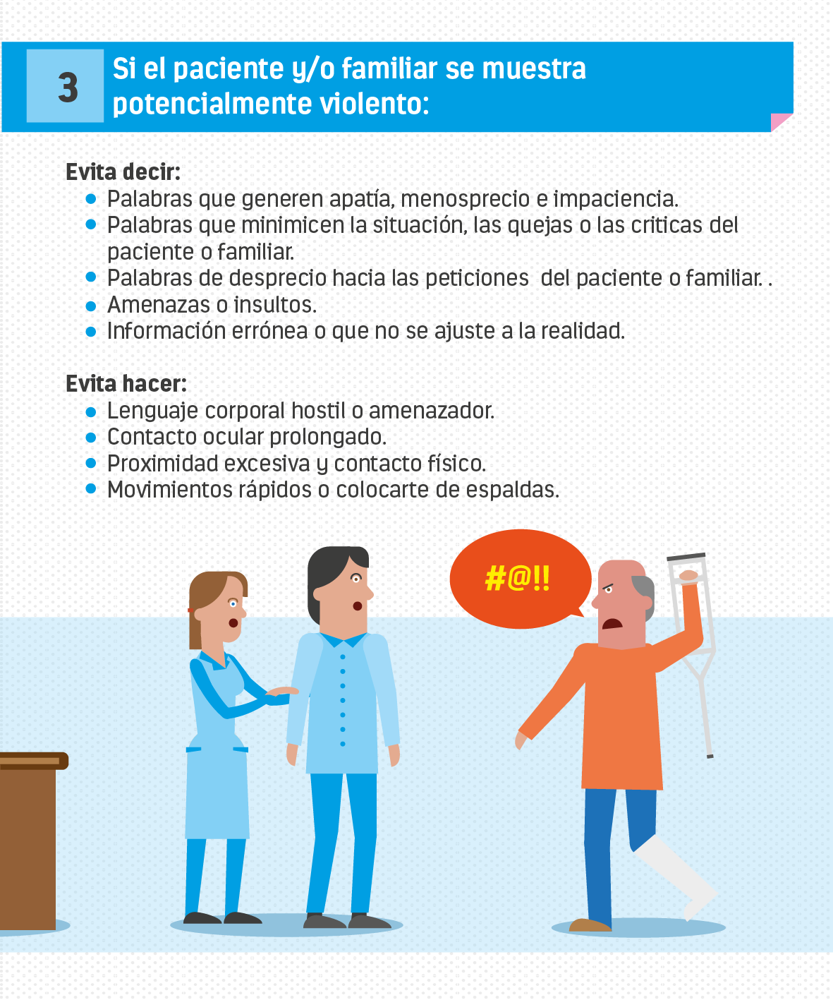 3
Si el paciente y/o familiar se muestra
potencialmente violento:
Evita decir:
Palabras que generen apatía, menosprecio e impaciencia.
Palabras que minimicen la situación, las quejas o las criticas del
paciente o familiar.
Palabras de desprecio hacia las peticiones  del paciente o familiar. .
Amenazas o insultos.
Información errónea o que no se ajuste a la realidad.
Evita hacer:
Lenguaje corporal hostil o amenazador.
Contacto ocular prolongado.
Proximidad excesiva y contacto físico.
Movimientos rápidos o colocarte de espaldas.
#@!!